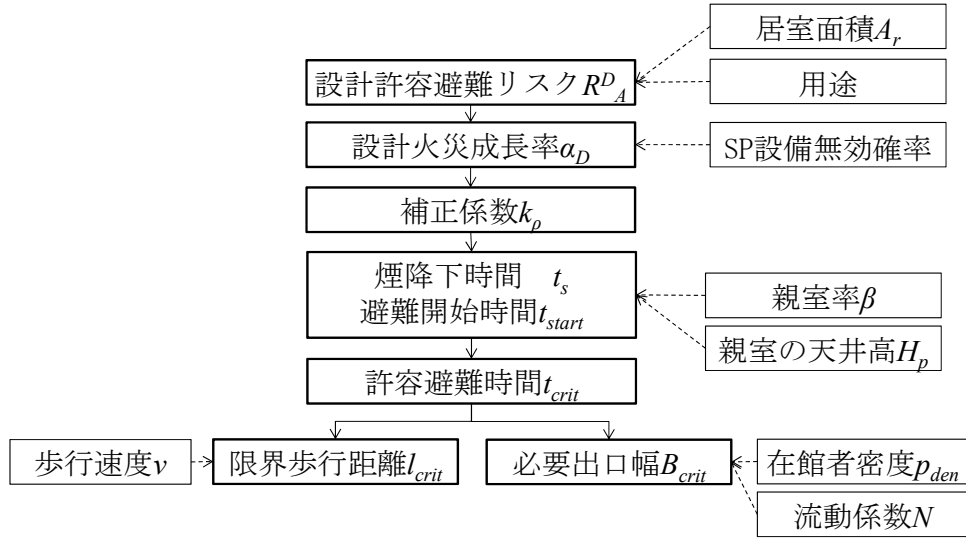 居室面積A_r
設計許容避難リスクR^D_A
用途
設計火災成長率α_D
SP設備無効確率
補正係数k_ρ
煙降下時間 t_s
避難開始時間t_start
親室率β
親室の天井高H_p
許容避難時間t_crit
歩行速度v
限界歩行距離l_crit
必要出口幅B_crit
在館者密度p_den
流動係数N